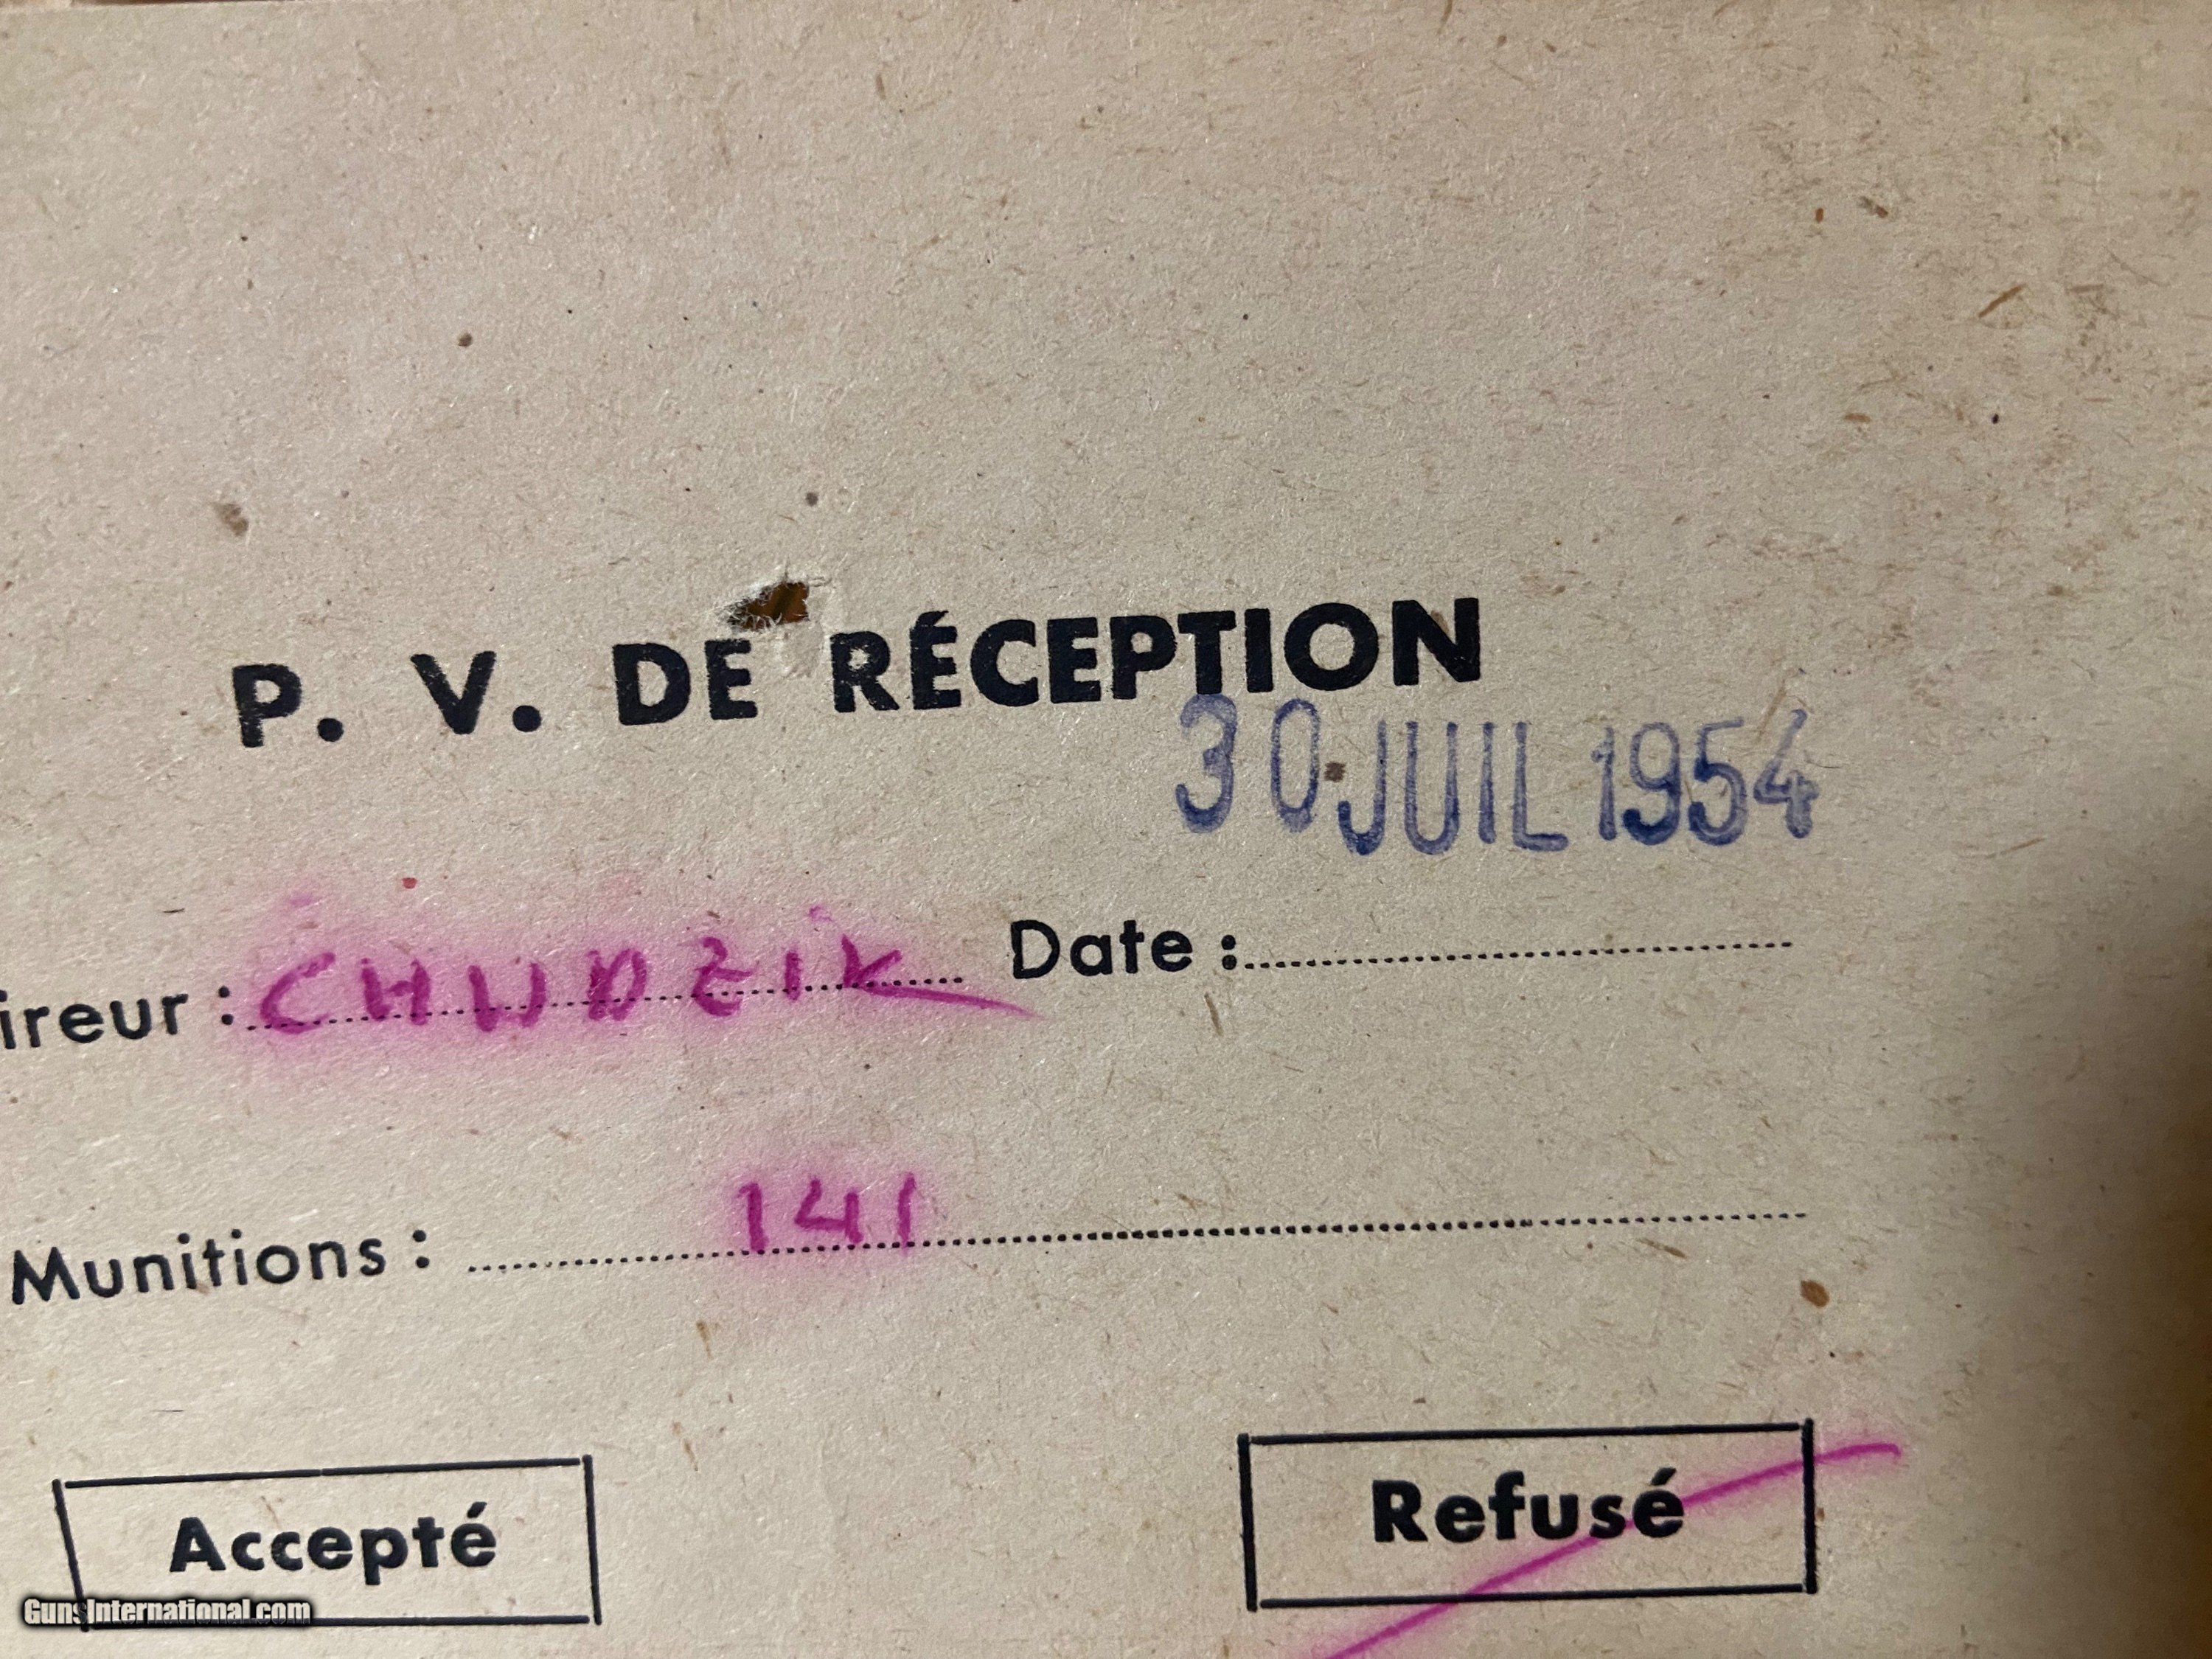 P. V. DE RÉCEPTION
30 JUIL 1954
ireur : CHUDZIK Date :
Munitions : 141
Accepté Refusé
GunsInternational.com